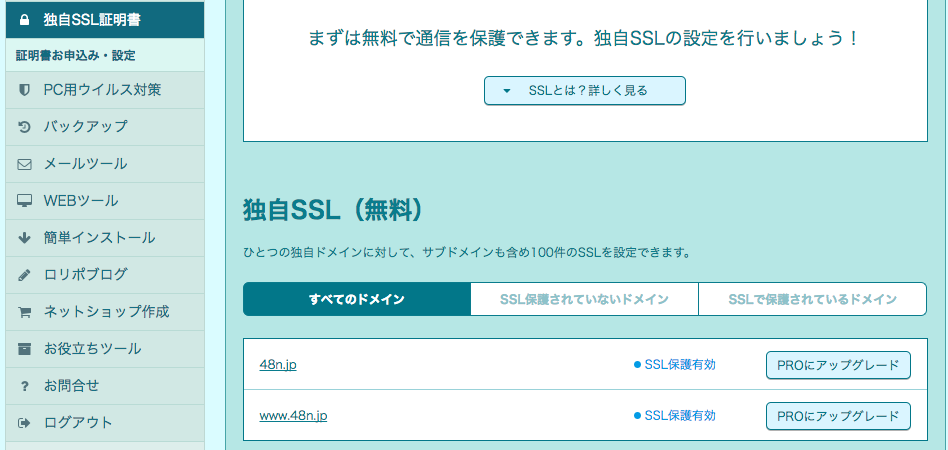 独自SSL証明書
証明書お申込み・設定
PC用ウイルス対策
バックアップ
メールツール
WEBツール
簡単インストール
ロリポブログ
ネットショップ作成
お役立ちツール
お問合せ
ログアウト
まずは無料で通信を保護できます。独自SSLの設定を行いましょう！
SSLとは？詳しく見る
独自SSL（無料）
ひとつの独自ドメインに対して、サブドメインも含め100件のSSLを設定できます。
すべてのドメイン
SSL保護されていないドメイン
SSLで保護されているドメイン
48n.jp
SSL保護有効
PROにアップグレード
www.48n.jp
SSL保護有効
PROにアップグレード